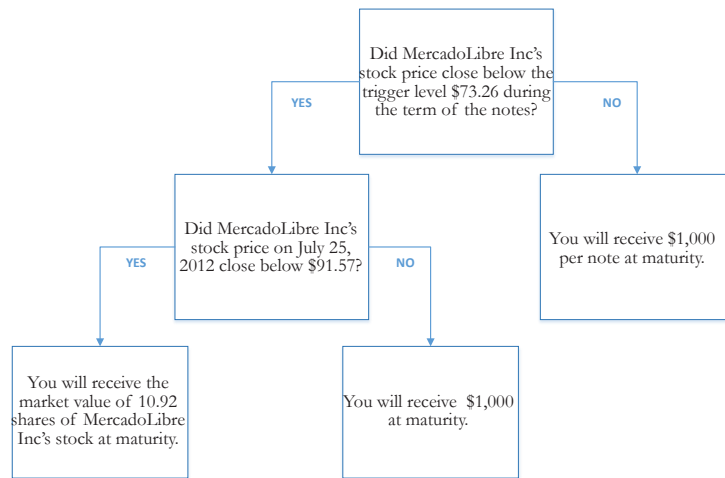 Did MercadoLibre Inc's
stock price close below the
trigger level $73.26 during
the term of the notes?
YES
NO
Did MercadoLibre Inc's
stock price on July 25,
2012 close below $91.57?
You will receive $1,000
per note at maturity.
YES
NO
You will receive the
market value of 10.92
shares of MercadoLibre
Inc's stock at maturity.
You will receive $1,000
at maturity.